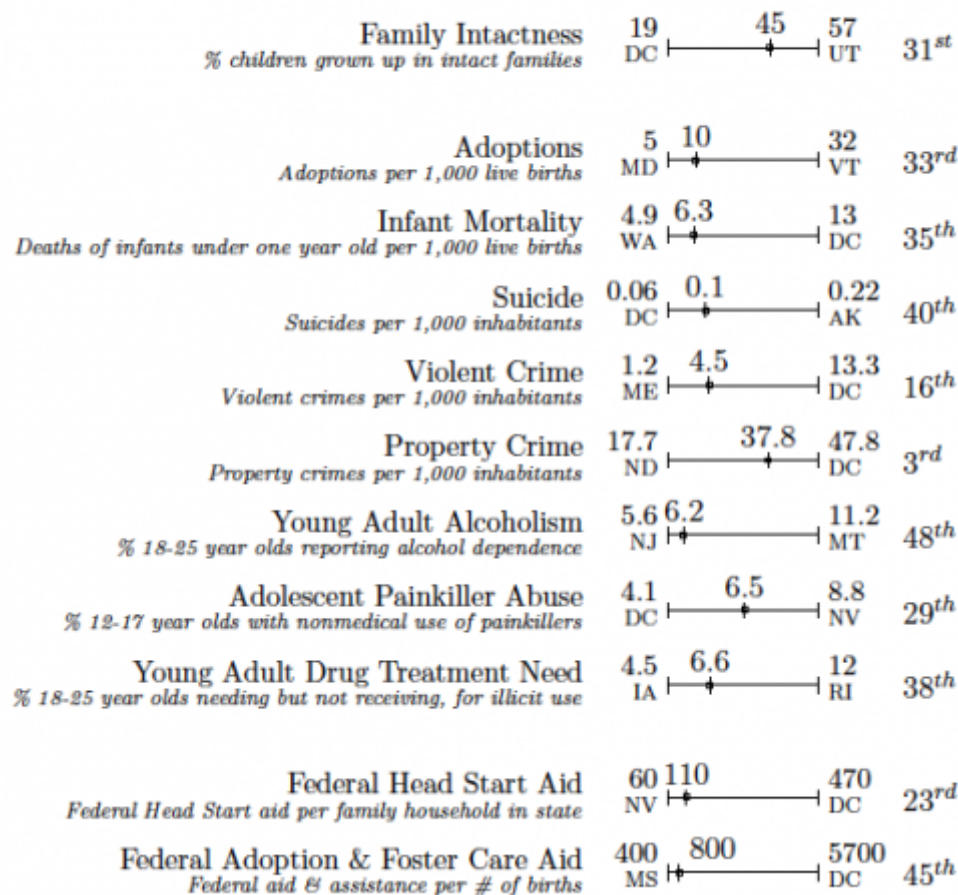 Family Intactness 19 45 57
% children grown up in intact families DC UT 31st
Adoptions 5 10 32
Adoptions per 1,000 live births MD VT 33rd
Infant Mortality 4.9 6.3 13
Deaths of infants under one year old per 1,000 live births WA DC 35th
Suicide 0.06 0.1 0.22
Suicides per 1,000 inhabitants DC AK 40th
Violent Crime 1.2 4.5 13.3
Violent crimes per 1,000 inhabitants ME DC 16th
Property Crime 17.7 37.8 47.8
Property crimes per 1,000 inhabitants ND DC 3rd
Young Adult Alcoholism 5.6 6.2 11.2
% 18-25 year olds reporting alcohol dependence NJ MT 48th
Adolescent Painkiller Abuse 4.1 6.5 8.8
% 12-17 year olds with nonmedical use of painkillers DC NV 29th
Young Adult Drug Treatment Need 4.5 6.6 12
% 18-25 year olds needing but not receiving, for illicit use IA RI 38th
Federal Head Start Aid 60 110 470
Federal Head Start aid per family household in state NV DC 23rd
Federal Adoption & Foster Care Aid 400 800 5700
Federal aid & assistance per # of births MS DC 45th